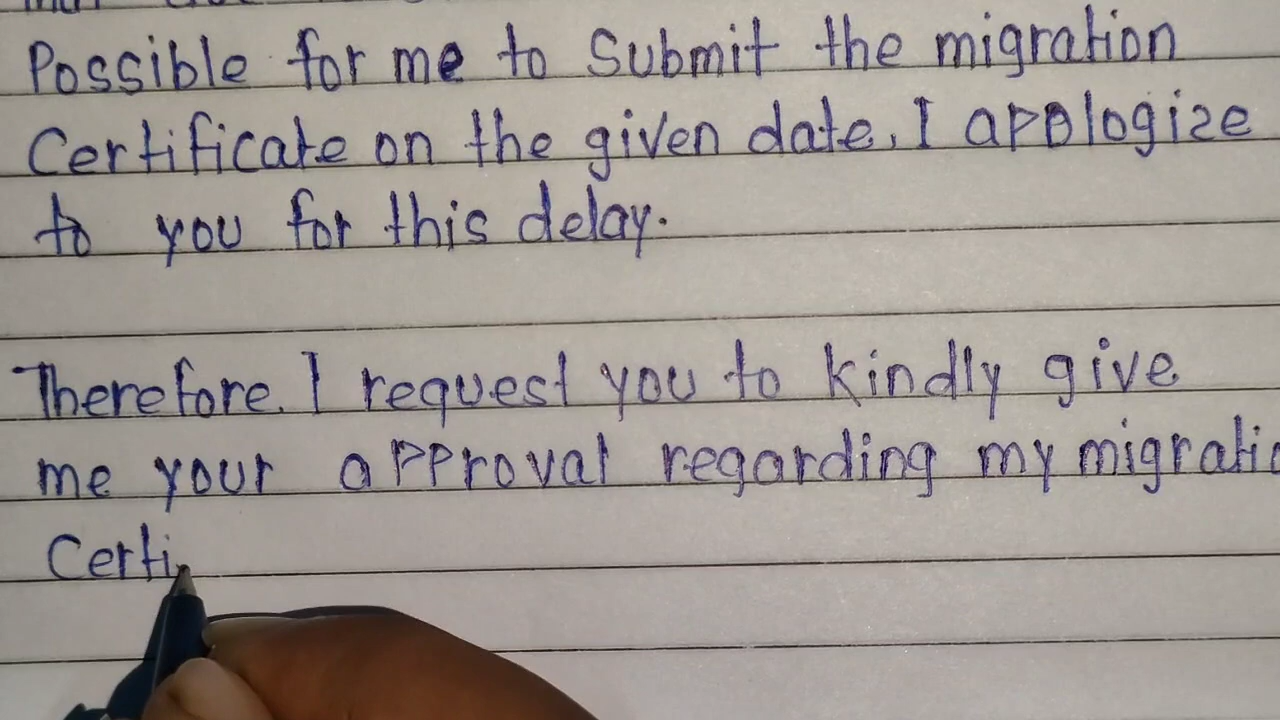 Possible for me to Submit the migration
Certificate on the given date. I apologize
to you for this delay.
Therefore. I request you to kindly give
me your approval regarding my migratio
Certi